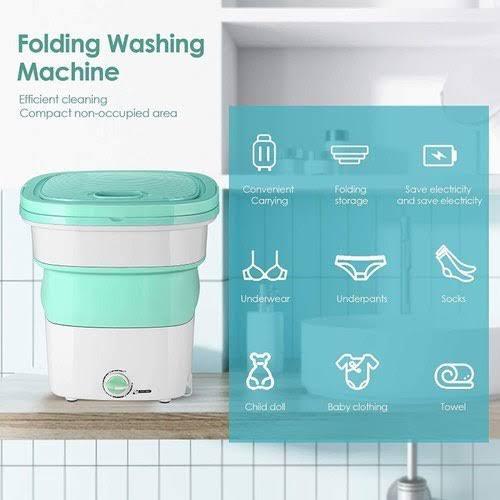 Folding Washing
Machine
Efficient cleaning
Compact non-occupied area
Convenient
Carrying
Folding
storage
Save electricity
and save electricity
Underwear
Underpants
Socks
Child doll
Baby clothing
Towel